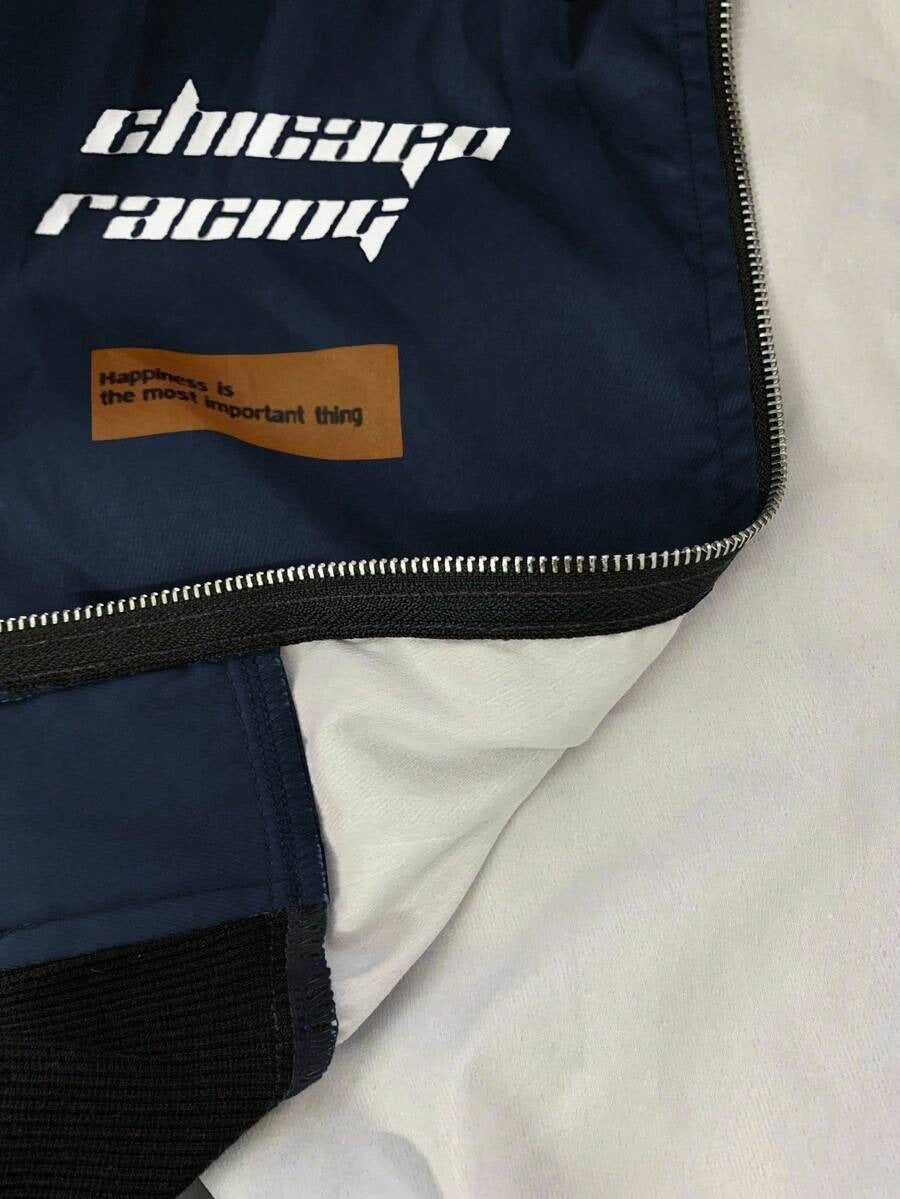 chicago
racing
Happiness is
the most important thing